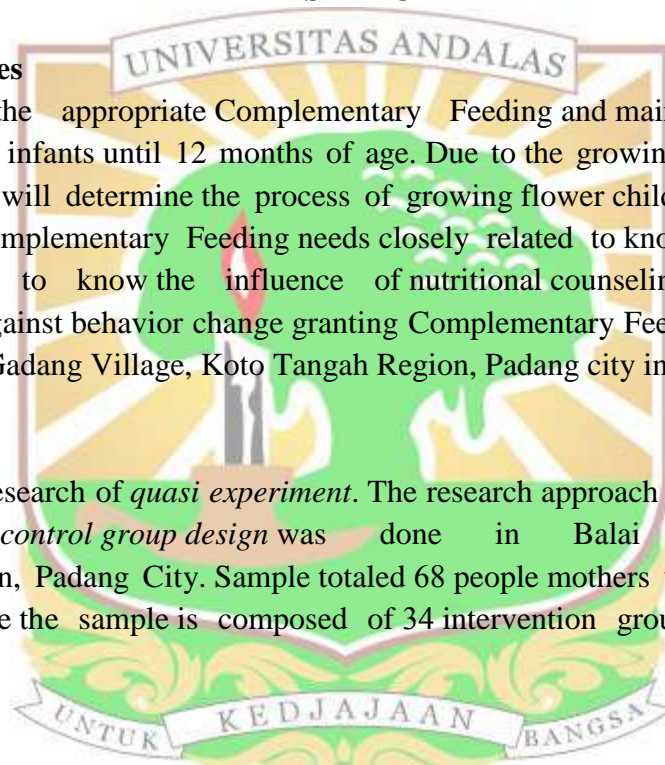 UNIVERSITAS ANDALAS
es
the appropriate Complementary Feeding and mai
infants until 12 months of age. Due to the growin
will determine the process of growing flower child
mplementary Feeding needs closely related to kno
to know the influence of nutritional counselin
gainst behavior change granting Complementary Fee
Gadang Village, Koto Tangah Region, Padang city in
esearch of quasi experiment. The research approach
control group design was done in Balai
n, Padang City. Sample totaled 68 people mothers
e the sample is composed of 34 intervention grou
UNTUK KEDJAJAAN BANGSA